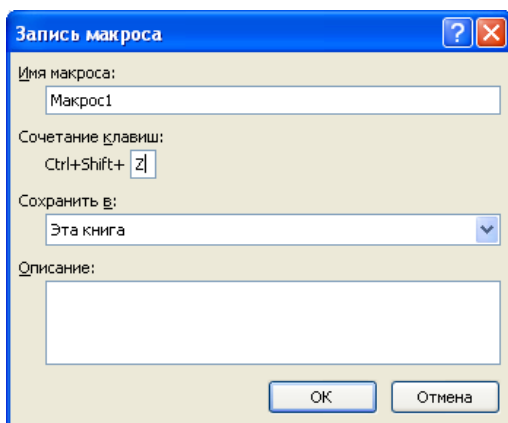 Запись макроса
Имя макроса:
Макрос1
Сочетание клавиш:
Ctrl+Shift+ Z
Сохранить в:
Эта книга
Описание:
ОК Отмена